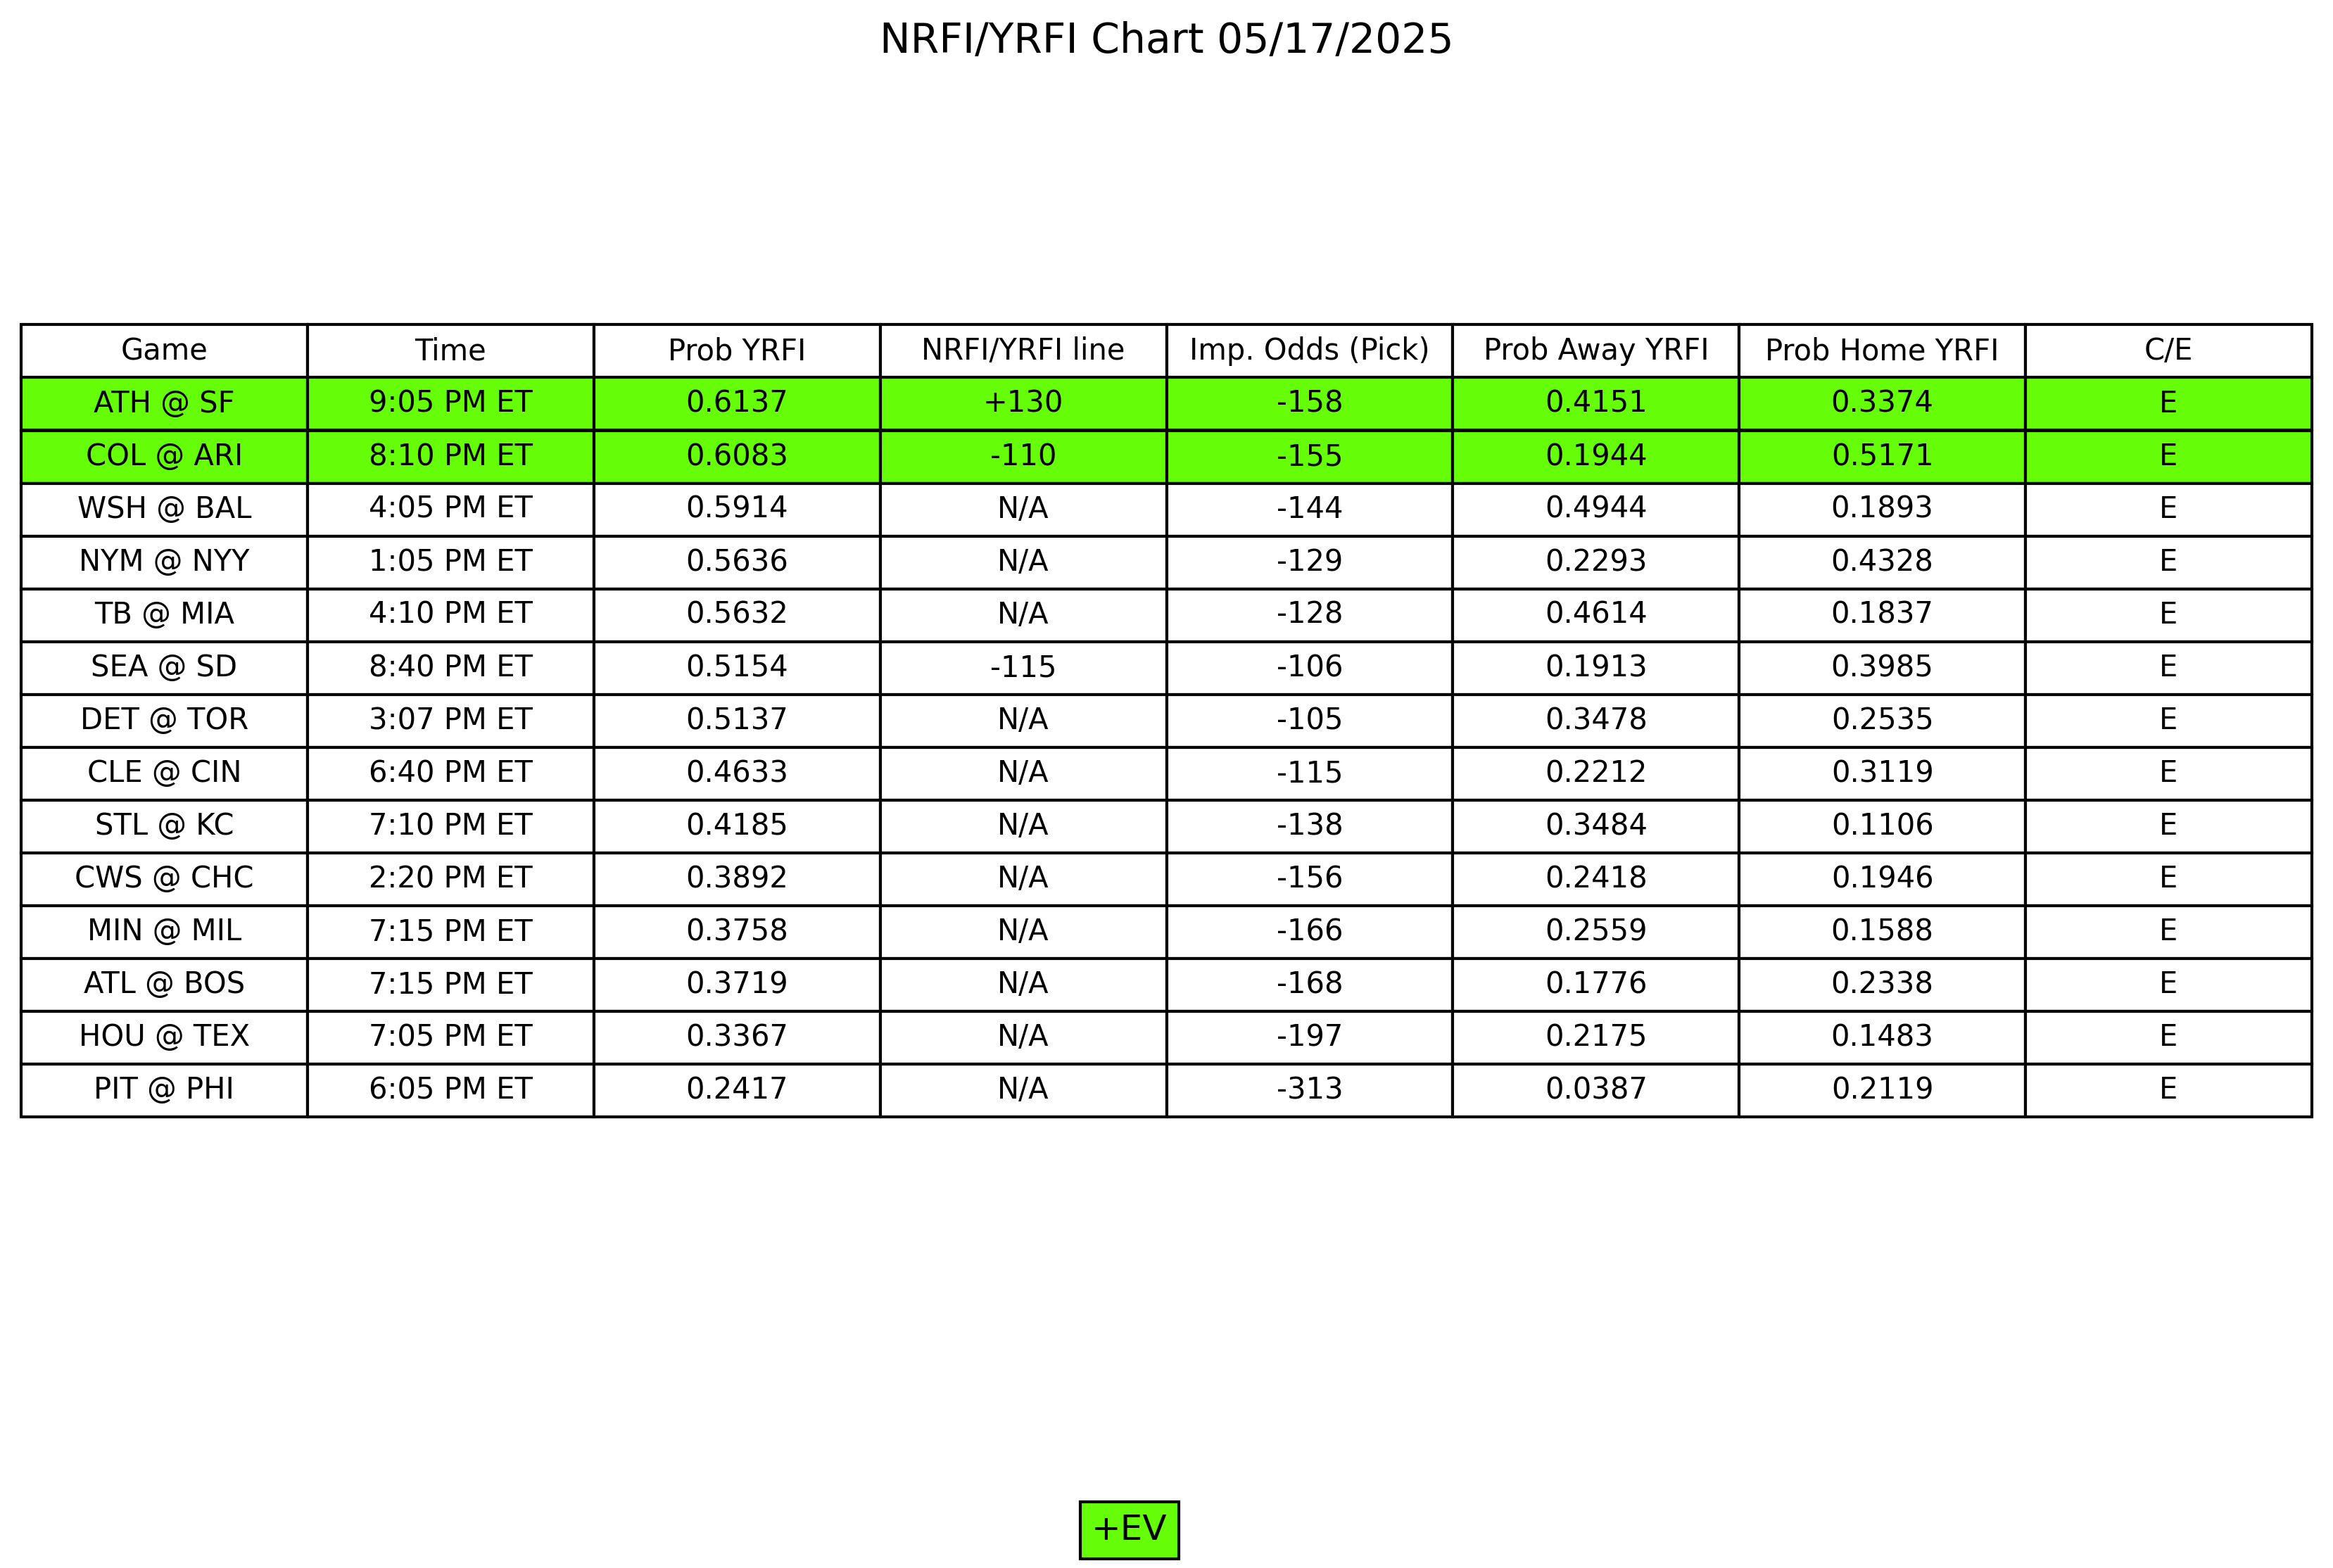 NRFI/YRFI Chart 05/17/2025
Game Time Prob YRFI NRFI/YRFI line Imp. Odds (Pick) Prob Away YRFI Prob Home YRFI C/E
ATH @ SF 9:05 PM ET 0.6137 +130 -158 0.4151 0.3374 E
COL @ ARI 8:10 PM ET 0.6083 -110 -155 0.1944 0.5171 E
WSH @ BAL 4:05 PM ET 0.5914 N/A -144 0.4944 0.1893 E
NYM @ NYY 1:05 PM ET 0.5636 N/A -129 0.2293 0.4328 E
TB @ MIA 4:10 PM ET 0.5632 N/A -128 0.4614 0.1837 E
SEA @ SD 8:40 PM ET 0.5154 -115 -106 0.1913 0.3985 E
DET @ TOR 3:07 PM ET 0.5137 N/A -105 0.3478 0.2535 E
CLE @ CIN 6:40 PM ET 0.4633 N/A -115 0.2212 0.3119 E
STL @ KC 7:10 PM ET 0.4185 N/A -138 0.3484 0.1106 E
CWS @ CHC 2:20 PM ET 0.3892 N/A -156 0.2418 0.1946 E
MIN @ MIL 7:15 PM ET 0.3758 N/A -166 0.2559 0.1588 E
ATL @ BOS 7:15 PM ET 0.3719 N/A -168 0.1776 0.2338 E
HOU @ TEX 7:05 PM ET 0.3367 N/A -197 0.2175 0.1483 E
PIT @ PHI 6:05 PM ET 0.2417 N/A -313 0.0387 0.2119 E
+EV